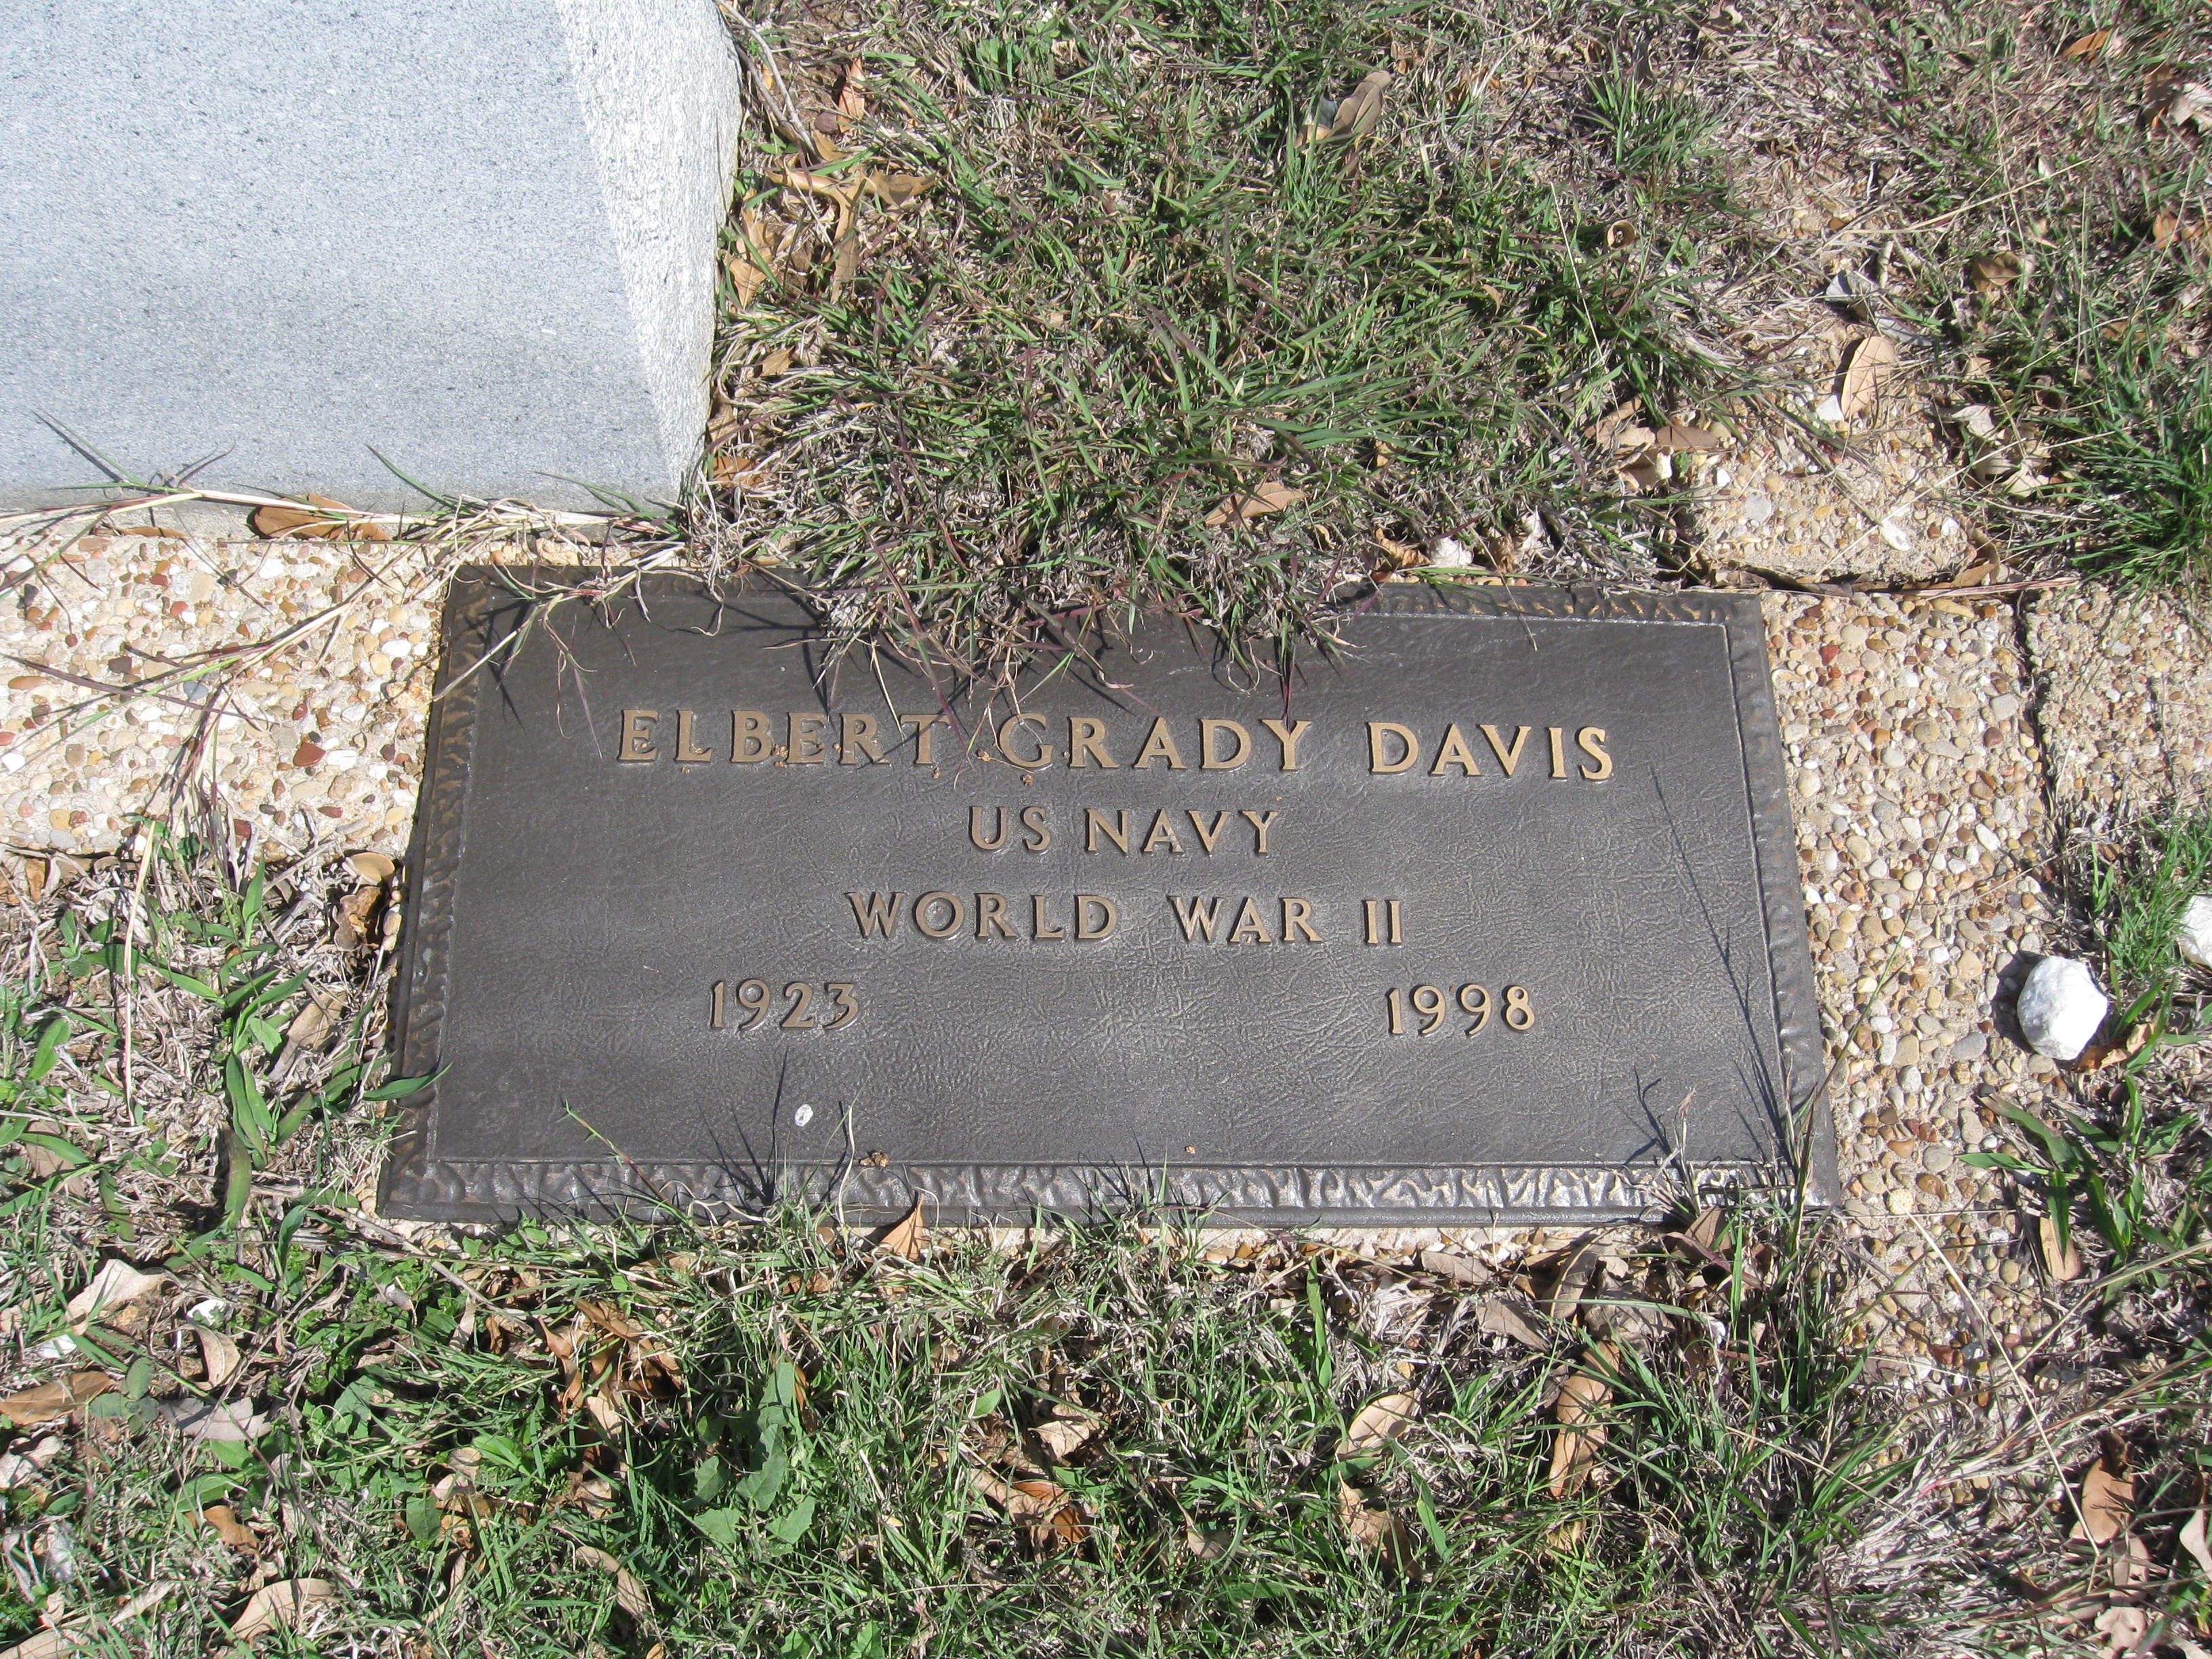 ELBERT GRADY DAVIS
US NAVY
WORLD WAR II
1923 1998